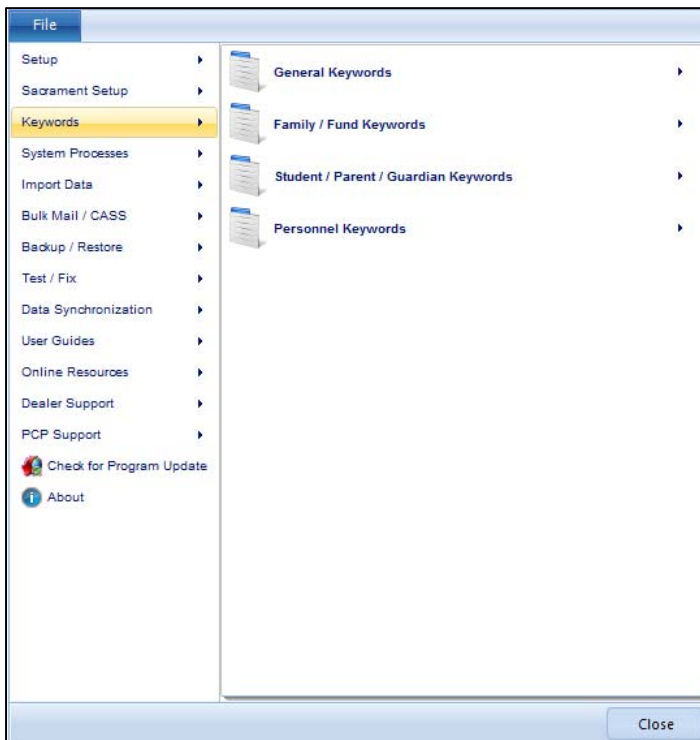 File
Setup
Sacrament Setup
Keywords
System Processes
Import Data
Bulk Mail / CASS
Backup / Restore
Test / Fix
Data Synchronization
User Guides
Online Resources
Dealer Support
PCP Support
Check for Program Update
About
General Keywords
Family / Fund Keywords
Student / Parent / Guardian Keywords
Personnel Keywords
Close